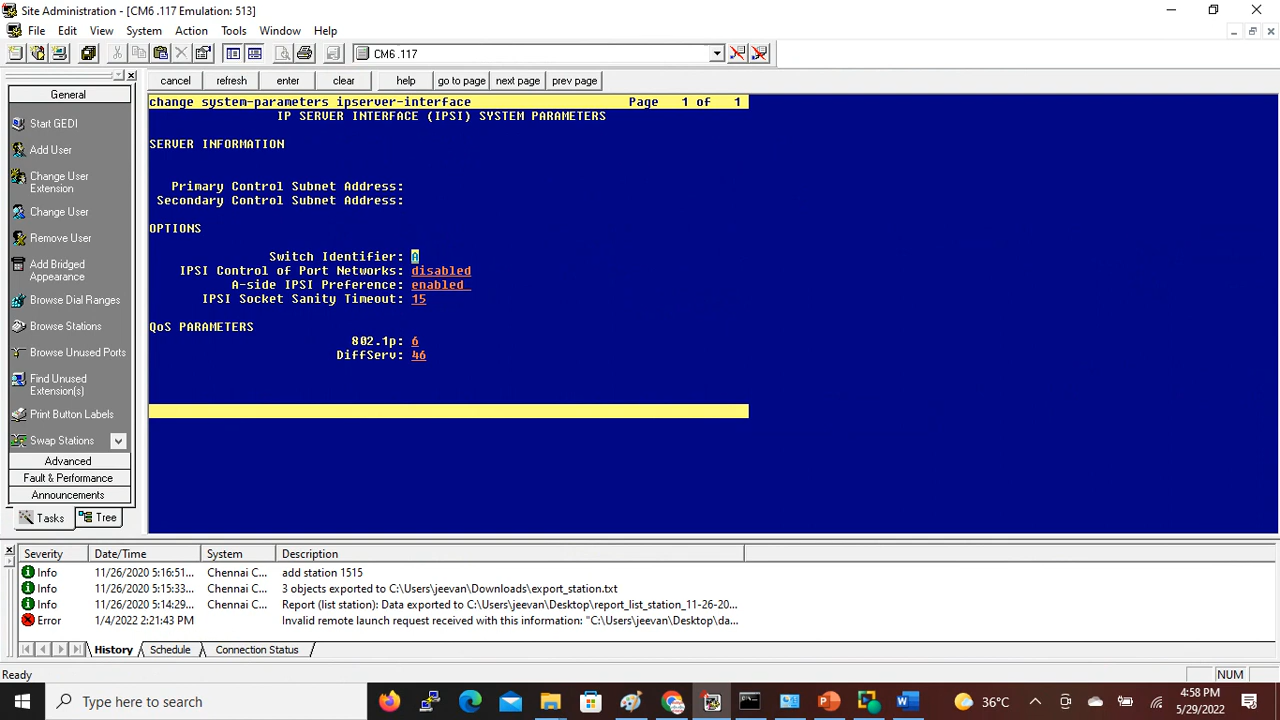 Site Administration - [CM6 .117 Emulation: 513]
File Edit View System Action Tools Window Help
CM6 .117
cancel refresh enter clear help go to page next page prev page
General
Start GEDI
Add User
Change User
Extension
Change User
Remove User
Add Bridged
Appearance
Browse Dial Ranges
Browse Stations
Browse Unused Ports
Find Unused
Extension(s)
Print Button Labels
Swap Stations
Advanced
Fault & Performance
Announcements
Tasks Tree
change system-parameters ipserver-interface Page 1 of 1
IP SERVER INTERFACE (IPSI) SYSTEM PARAMETERS
SERVER INFORMATION
Primary Control Subnet Address:
Secondary Control Subnet Address:
OPTIONS
Switch Identifier: A
IPSI Control of Port Networks: disabled
A-side IPSI Preference: enabled
IPSI Socket Sanity Timeout: 15
QoS PARAMETERS
802.1p: 6
DiffServ: 46
Severity Date/Time System Description
Info 11/26/2020 5:16:51... Chennai C... add station 1515
Info 11/26/2020 5:15:33... Chennai C... 3 objects exported to C:\Users\jeevan\Downloads\export_station.txt
Info 11/26/2020 5:14:29... Chennai C... Report (list station): Data exported to C:\Users\jeevan\Desktop\report_list_station_11-26-20...
Error 1/4/2022 2:21:43 PM Invalid remote launch request received with this information: "C:\Users\jeevan\Desktop\da...
History Schedule Connection Status
Ready NUM
Type here to search
36°C
4:58 PM
5/29/2022